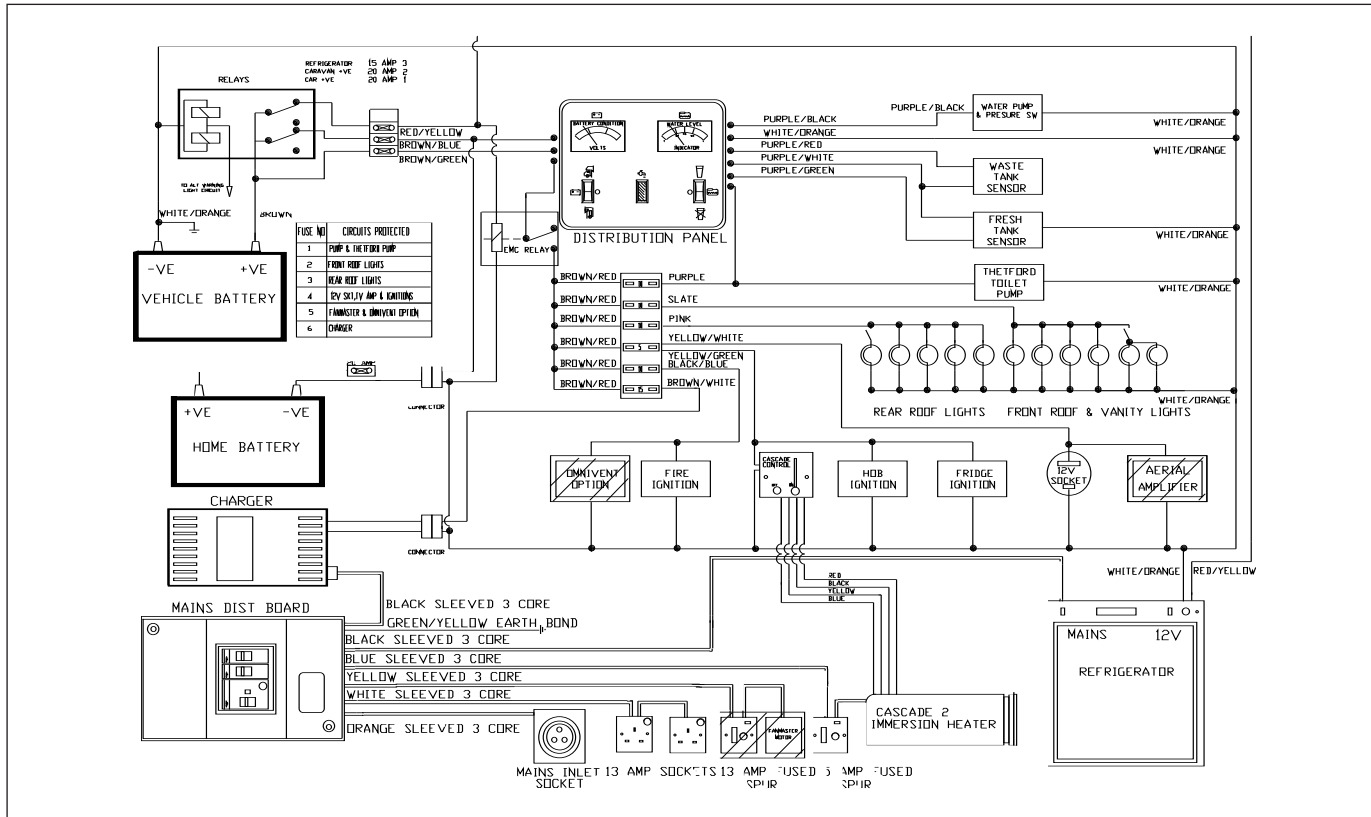 REFRIGERATOR 15 AMP 3
CARAVAN +VE 20 AMP 2
CAR +VE 20 AMP 1
RELAYS
RED/YELLOW
BROWN/BLUE
BROWN/GREEN
TO ALT WARNING
LIGHT CIRCUIT
WHITE/ORANGE
BROWN
-VE +VE
VEHICLE BATTERY
FUSE NO CIRCUITS PROTECTED
1 PUMP & THETFORD PUMP
2 FRONT ROOF LIGHTS
3 REAR ROOF LIGHTS
4 12V SKT,TV AMP & IGNITIONS
5 FANMASTER & OMNIVENT OPTION
6 CHARGER
BATTERY CONDITION
VOLTS
WATER LEVEL
INDICATOR
DISTRIBUTION PANEL
EMC RELAY
PURPLE/BLACK
WHITE/ORANGE
PURPLE/RED
PURPLE/WHITE
PURPLE/GREEN
PURPLE/BLACK
WATER PUMP
& PRESURE SW
WHITE/ORANGE
WHITE/ORANGE
WASTE
TANK
SENSOR
FRESH
TANK
SENSOR
WHITE/ORANGE
THETFORD
TOILET
PUMP
WHITE/ORANGE
BROWN/RED PURPLE
BROWN/RED SLATE
BROWN/RED PINK
BROWN/RED 5 YELLOW/WHITE
YELLOW/GREEN
BROWN/RED BLACK/BLUE
BROWN/RED 15 BROWN/WHITE
REAR ROOF LIGHTS
FRONT ROOF & VANITY LIGHTS
WHITE/ORANGE
AMP
CONNECTOR
+VE -VE
HOME BATTERY
CHARGER
CONNECTOR
OMNIVENT
OPTION
FIRE
IGNITION
CASCADE
CONTROL
HOB
IGNITION
FRIDGE
IGNITION
12V
SOCKET
AERIAL
AMPLIFIER
RED
BLACK
YELLOW
BLUE
WHITE/ORANGE
RED/YELLOW
MAINS DIST BOARD
BLACK SLEEVED 3 CORE
GREEN/YELLOW EARTH BOND
BLACK SLEEVED 3 CORE
BLUE SLEEVED 3 CORE
YELLOW SLEEVED 3 CORE
WHITE SLEEVED 3 CORE
ORANGE SLEEVED 3 CORE
MAINS INLET
SOCKET
13 AMP SOCKETS
13 AMP FUSED
SPUR
FANMASTER
MOTOR
5 AMP FUSED
SPUR
CASCADE 2
IMMERSION HEATER
MAINS 12V
REFRIGERATOR